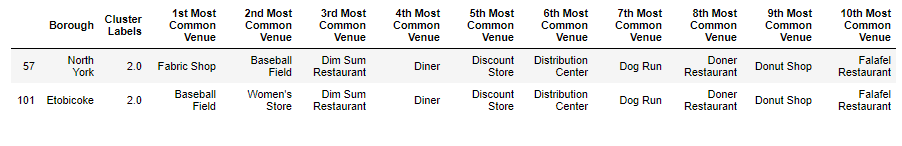 Borough Cluster Labels 1st Most Common Venue 2nd Most Common Venue 3rd Most Common Venue 4th Most Common Venue 5th Most Common Venue 6th Most Common Venue 7th Most Common Venue 8th Most Common Venue 9th Most Common Venue 10th Most Common Venue
57 North York 2.0 Fabric Shop Baseball Field Dim Sum Restaurant Diner Discount Store Distribution Center Dog Run Doner Restaurant Donut Shop Falafel Restaurant
101 Etobicoke 2.0 Baseball Field Women's Store Dim Sum Restaurant Diner Discount Store Distribution Center Dog Run Doner Restaurant Donut Shop Falafel Restaurant